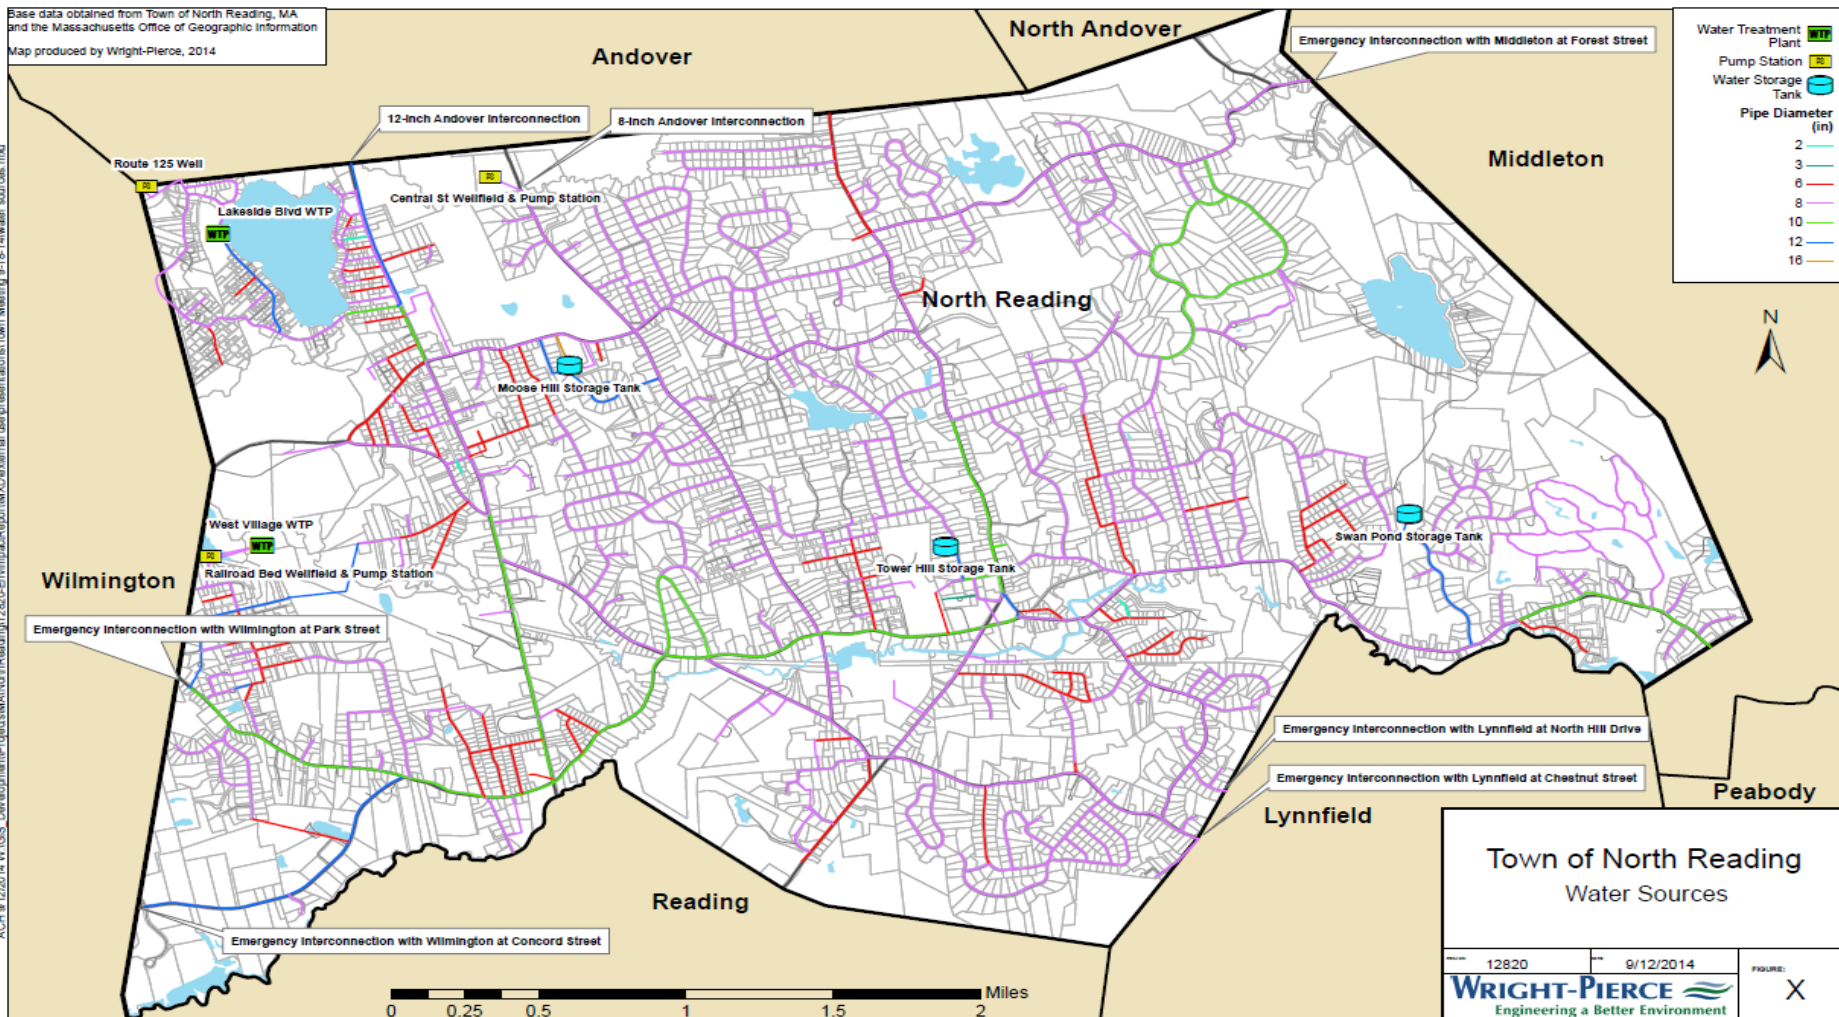 Base data obtained from Town of North Reading, MA
and the Massachusetts Office of Geographic Information
Map produced by Wright-Pierce, 2014
Andover
North Andover
Emergency Interconnection with Middleton at Forest Street
Water Treatment
Plant
WTP
Pump Station
PS
Water Storage
Tank
Pipe Diameter
(in)
2
3
6
8
10
12
16
12-Inch Andover Interconnection
8-Inch Andover Interconnection
Middleton
Route 125 Well
PS
PS
Central St Wellfield & Pump Station
Lakeside Blvd WTP
WTP
North Reading
N
Moose Hill Storage Tank
West Village WTP
WTP
PS
Railroad Bed Wellfield & Pump Station
Swan Pond Storage Tank
Tower Hill Storage Tank
Wilmington
Emergency Interconnection with Wilmington at Park Street
Emergency Interconnection with Lynnfield at North Hill Drive
Emergency Interconnection with Lynnfield at Chestnut Street
Peabody
Lynnfield
Reading
Emergency Interconnection with Wilmington at Concord Street
Town of North Reading
Water Sources
12820
9/12/2014
FIGURE:
X
WRIGHT-PIERCE
Engineering a Better Environment
Miles
0 0.25 0.5 1 1.5 2